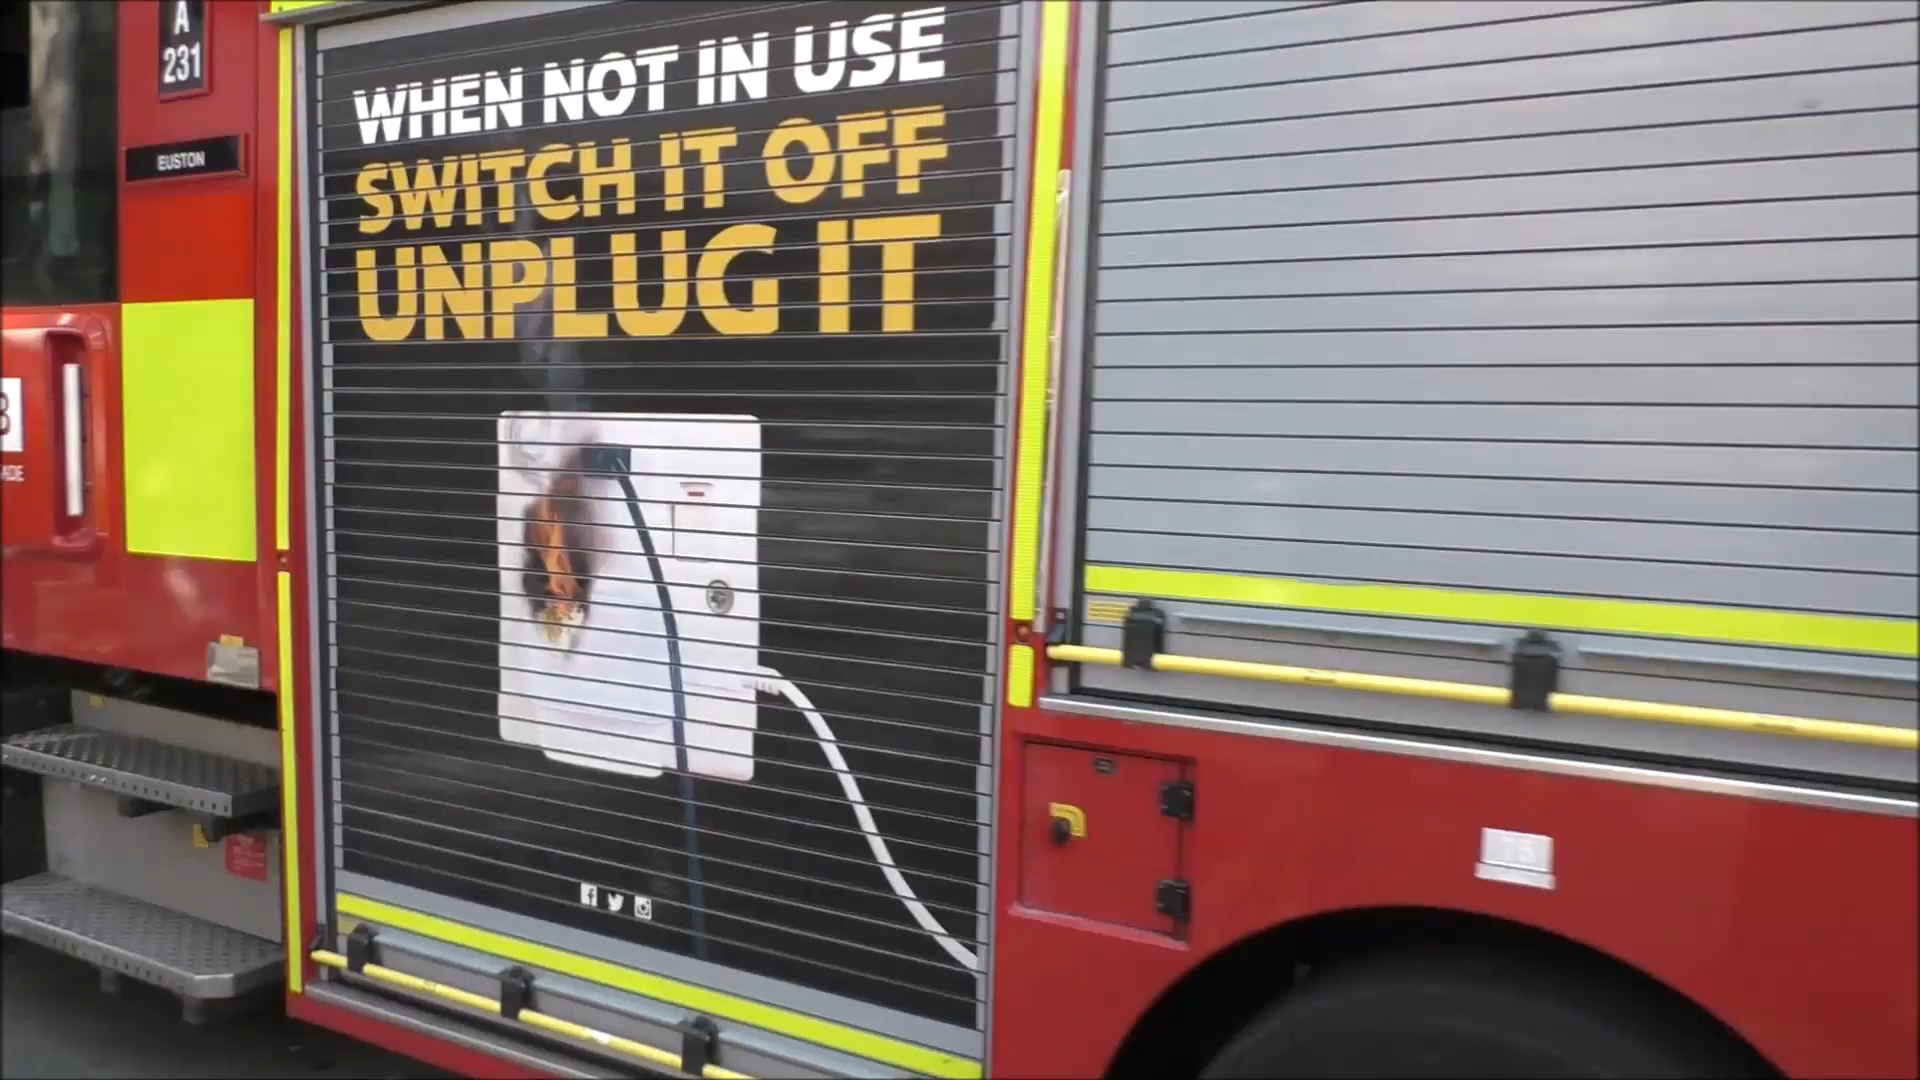 A
231
EUSTON
WHEN NOT IN USE
SWITCH IT OFF
UNPLUG IT